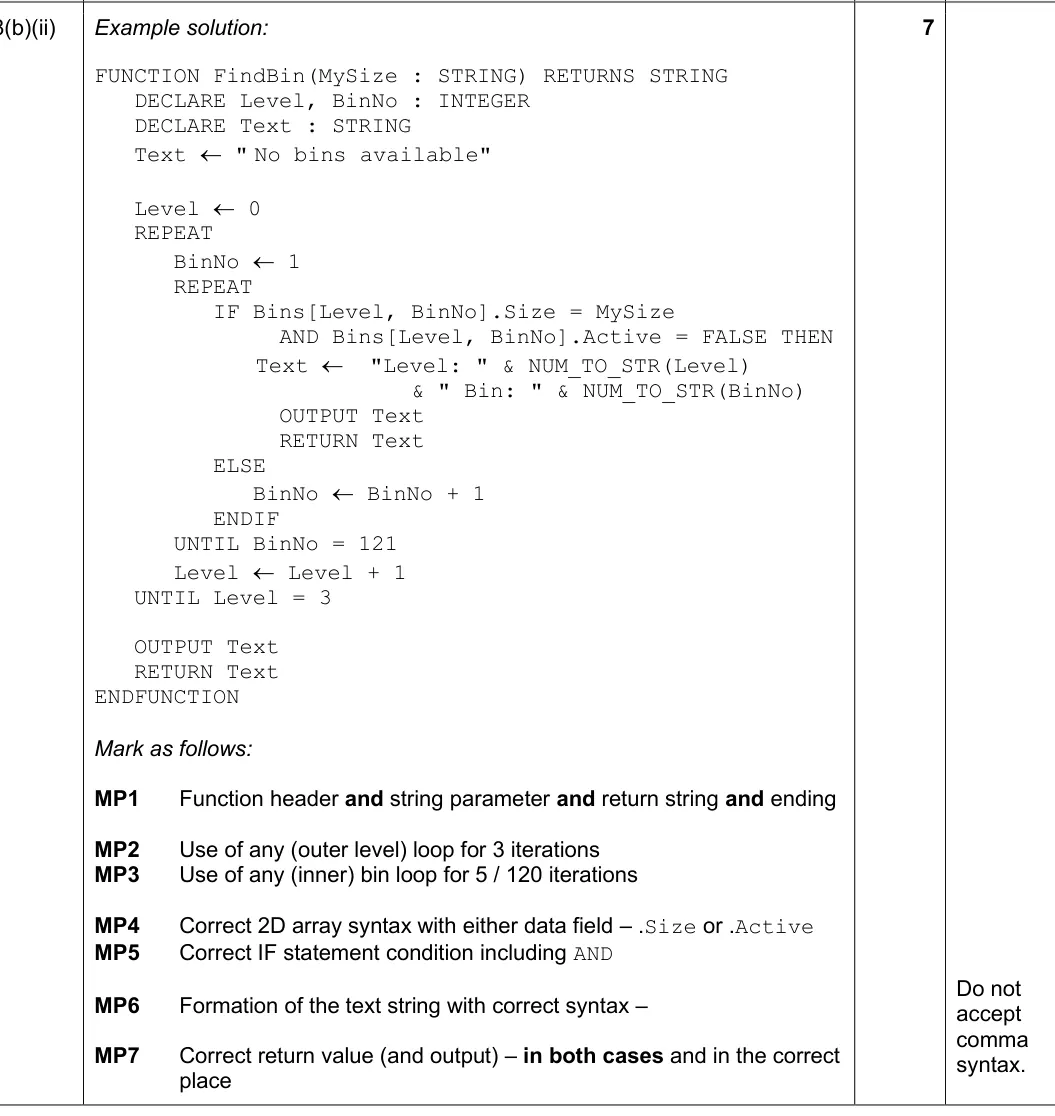 3(b)(ii) Example solution: 7
FUNCTION FindBin(MySize : STRING) RETURNS STRING
DECLARE Level, BinNo : INTEGER
DECLARE Text : STRING
Text ← " No bins available"
Level ← 0
REPEAT
BinNo ← 1
REPEAT
IF Bins[Level, BinNo].Size = MySize
AND Bins[Level, BinNo].Active = FALSE THEN
Text ← "Level: " & NUM_TO_STR(Level)
& " Bin: " & NUM_TO_STR(BinNo)
OUTPUT Text
RETURN Text
ELSE
BinNo ← BinNo + 1
ENDIF
UNTIL BinNo = 121
Level ← Level + 1
UNTIL Level = 3
OUTPUT Text
RETURN Text
ENDFUNCTION
Mark as follows:
MP1 Function header and string parameter and return string and ending
MP2 Use of any (outer level) loop for 3 iterations
MP3 Use of any (inner) bin loop for 5 / 120 iterations
MP4 Correct 2D array syntax with either data field – .Size or .Active
MP5 Correct IF statement condition including AND
MP6 Formation of the text string with correct syntax –
Do not
accept
comma
syntax.
MP7 Correct return value (and output) – in both cases and in the correct
place